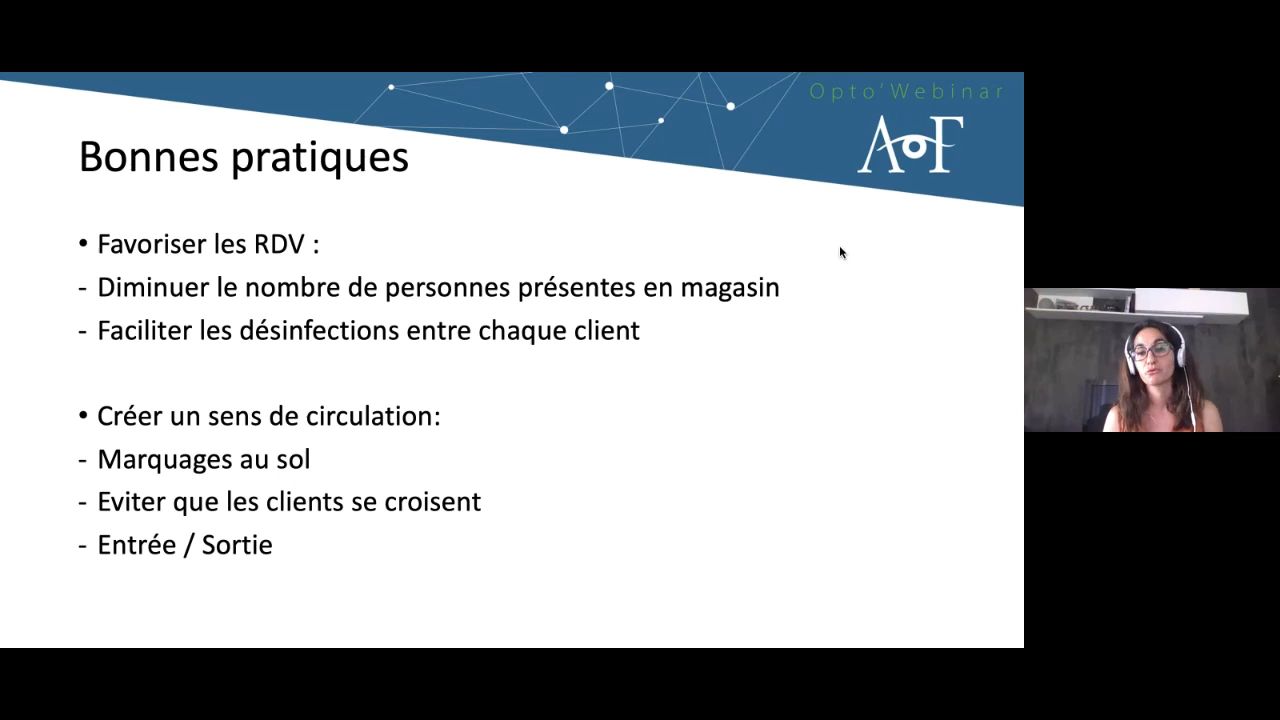 Opto'Webinar
AOF
Bonnes pratiques
• Favoriser les RDV :
- Diminuer le nombre de personnes présentes en magasin
- Faciliter les désinfections entre chaque client
• Créer un sens de circulation:
- Marquages au sol
- Eviter que les clients se croisent
- Entrée / Sortie